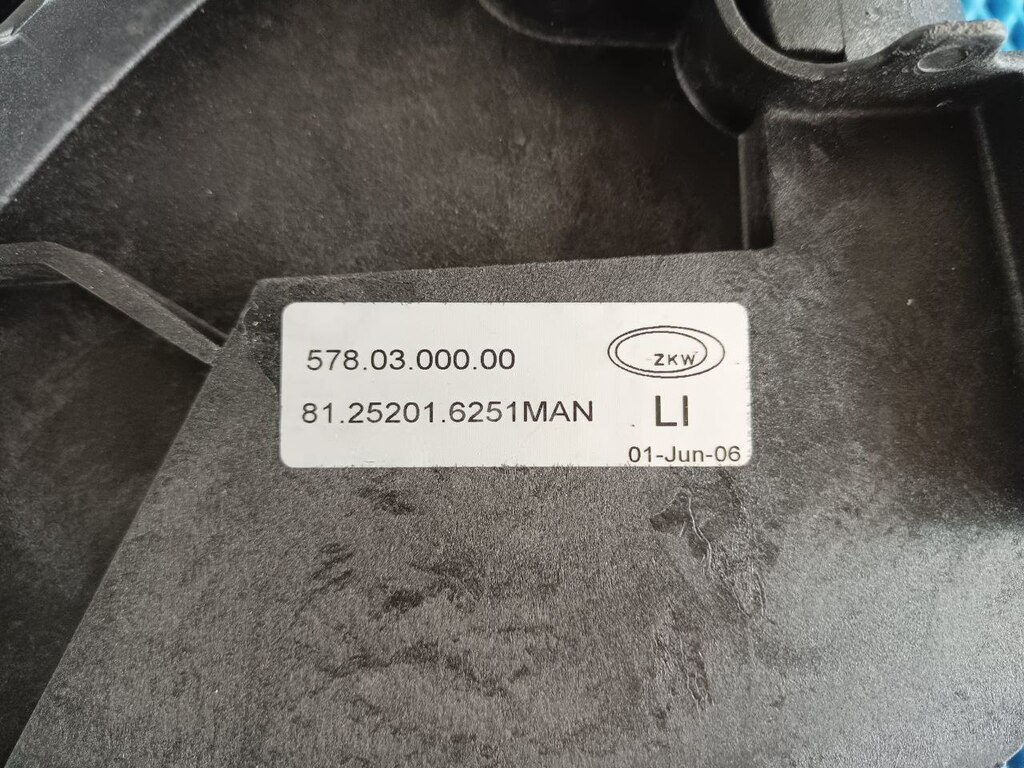 578.03.000.00
ZKW
81.25201.6251MAN
LI
01-Jun-06